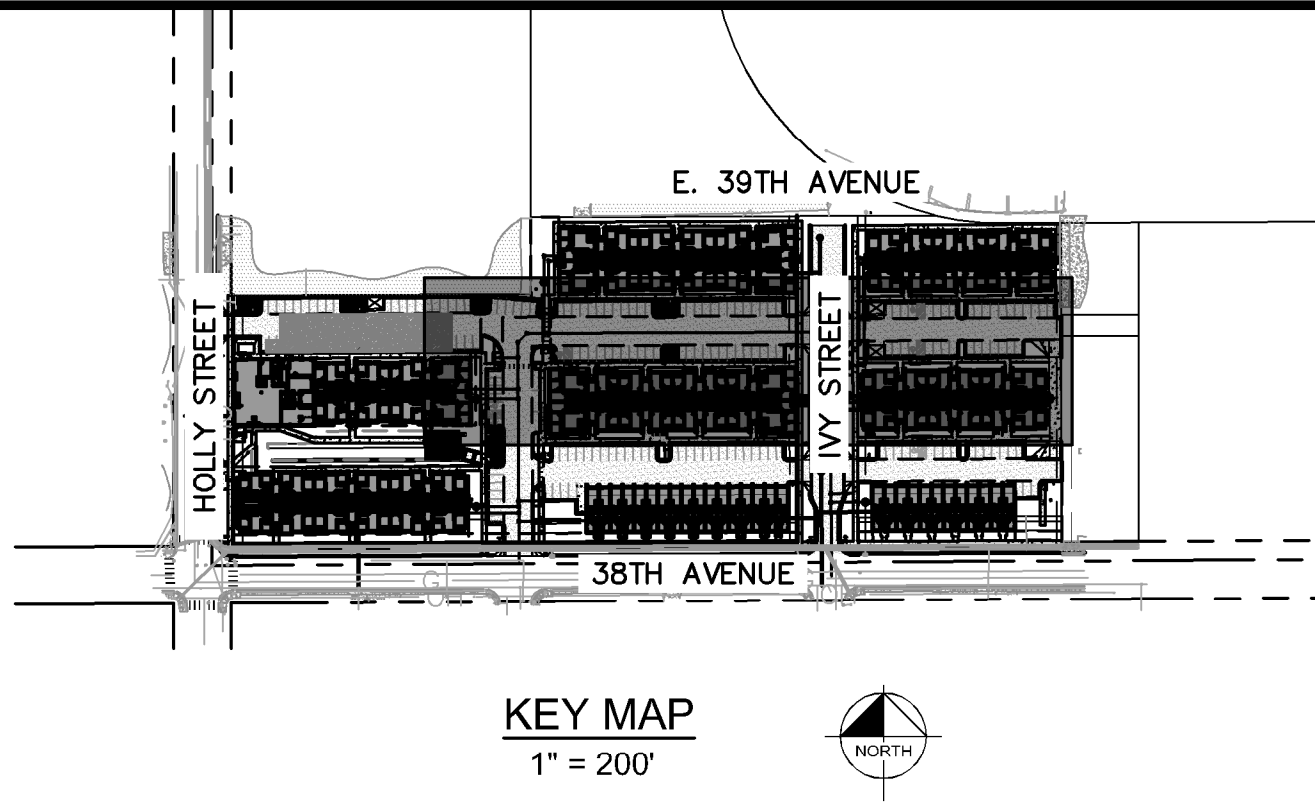 E. 39TH AVENUE
HOLLY STREET
IVY STREET
38TH AVENUE
G
KEY MAP
1" = 200'
NORTH